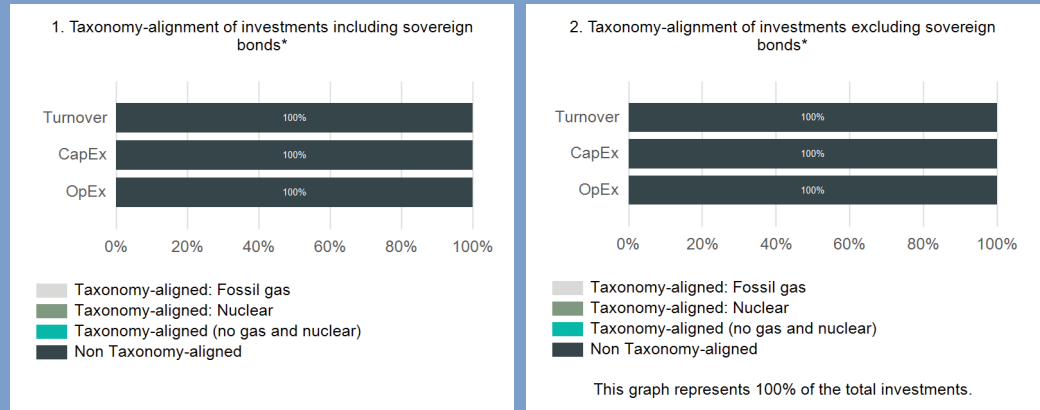 1. Taxonomy-alignment of investments including sovereign
bonds*
Turnover 100%
CapEx 100%
OpEx 100%
0% 20% 40% 60% 80% 100%
Taxonomy-aligned: Fossil gas
Taxonomy-aligned: Nuclear
Taxonomy-aligned (no gas and nuclear)
Non Taxonomy-aligned
2. Taxonomy-alignment of investments excluding sovereign
bonds*
Turnover 100%
CapEx 100%
OpEx 100%
0% 20% 40% 60% 80% 100%
Taxonomy-aligned: Fossil gas
Taxonomy-aligned: Nuclear
Taxonomy-aligned (no gas and nuclear)
Non Taxonomy-aligned
This graph represents 100% of the total investments.